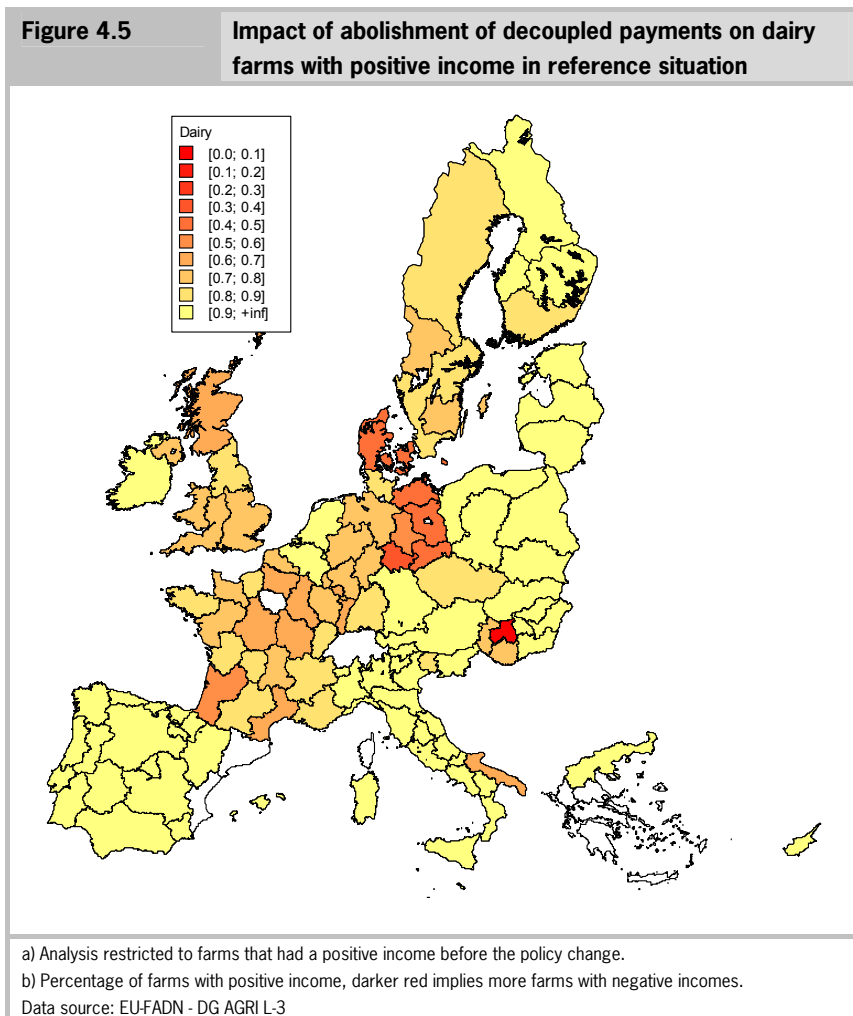 Figure 4.5
Impact of abolishment of decoupled payments on dairy
farms with positive income in reference situation
Dairy
[0.0; 0.1]
[0.1; 0.2]
[0.2; 0.3]
[0.3; 0.4]
[0.4; 0.5]
[0.5; 0.6]
[0.6; 0.7]
[0.7; 0.8]
[0.8; 0.9]
[0.9; +inf]
a) Analysis restricted to farms that had a positive income before the policy change.
b) Percentage of farms with positive income, darker red implies more farms with negative incomes.
Data source: EU-FADN - DG AGRI L-3